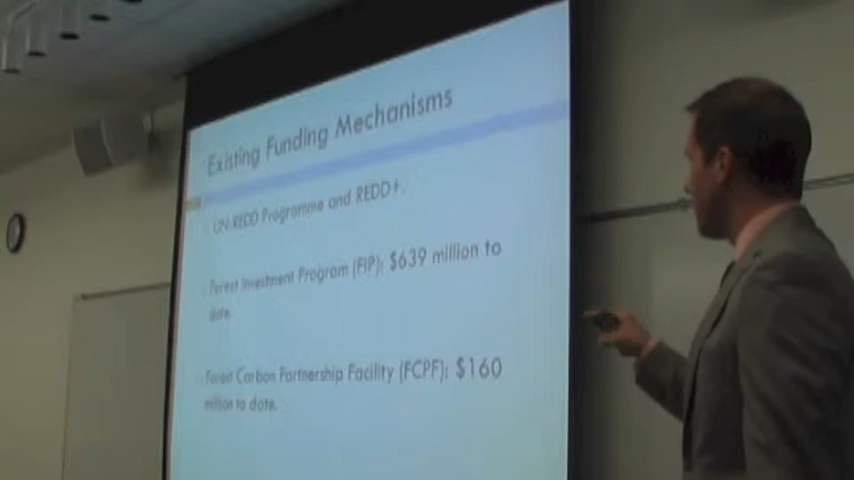 Existing Funding Mechanisms
UN-REDD Programme and REDD+.
Forest Investment Program (FIP): $639 million to
date.
Forest Carbon Partnership Facility (FCPF): $160
million to date.